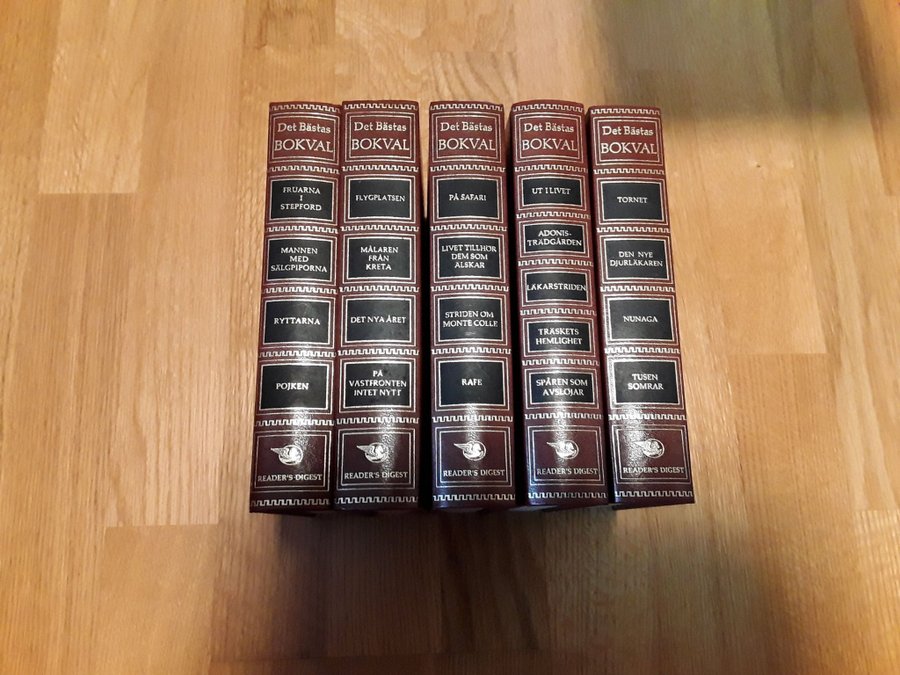 Det Bästas
BOKVAL
FRUARNA
I
STEPFORD
MANNEN
MED
SÄLGPIPORNA
RYTTARNA
POJKEN
READER'S DIGEST
Det Bästas
BOKVAL
FLYGPLATSEN
MÅLAREN
FRÅN
KRETA
DET NYA ÅRET
PÅ
VÄSTFRONTEN
INTET NYTT
READER'S DIGEST
Det Bästas
BOKVAL
PÅ SAFARI
LIVET TILLHÖR
DEM SOM
ÄLSKAR
STRIDEN OM
MONTE COLLE
RAFE
READER'S DIGEST
Det Bästas
BOKVAL
UT I LIVET
ADONIS-
TRÄDGÅRDEN
LÄKARSTRIDEN
TRÄSKETS
HEMLIGHET
SPÅREN SOM
AVSLÖJAR
READER'S DIGEST
Det Bästas
BOKVAL
TORNET
DEN NYE
DJURLÄKAREN
NUNAGA
TUSEN
SOMRAR
READER'S DIGEST